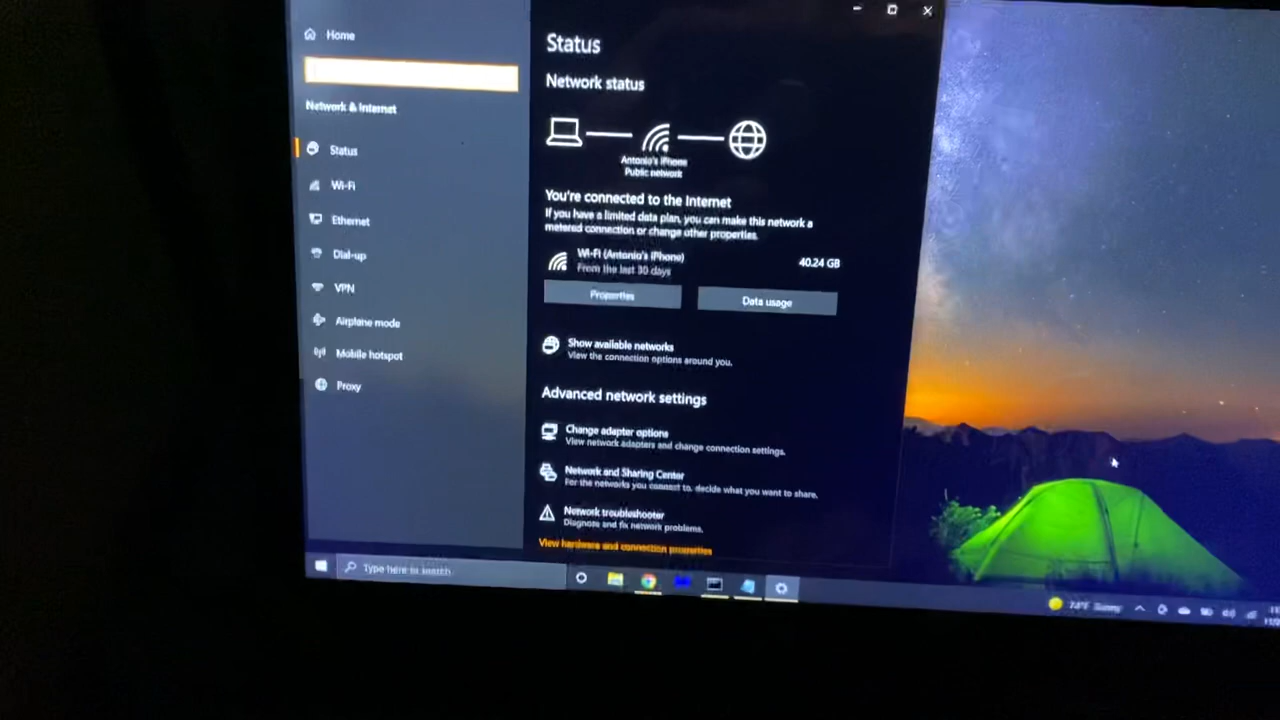 Home
Network & Internet
Status
Wi-Fi
Ethernet
Dial-up
VPN
Airplane mode
Mobile hotspot
Proxy
Status
Network status
Antonio's iPhone
Public network
You're connected to the Internet
If you have a limited data plan, you can make this network a
metered connection or change other properties.
Wi-Fi (Antonio's iPhone)
From the last 30 days
40.24 GB
Properties
Data usage
Show available networks
View the connection options around you.
Advanced network settings
Change adapter options
View network adapters and change connection settings.
Network and Sharing Center
For the networks you connect to, decide what you want to share.
Network troubleshooter
Diagnose and fix network problems.
View hardware and connection properties
Type here to search
Sunny